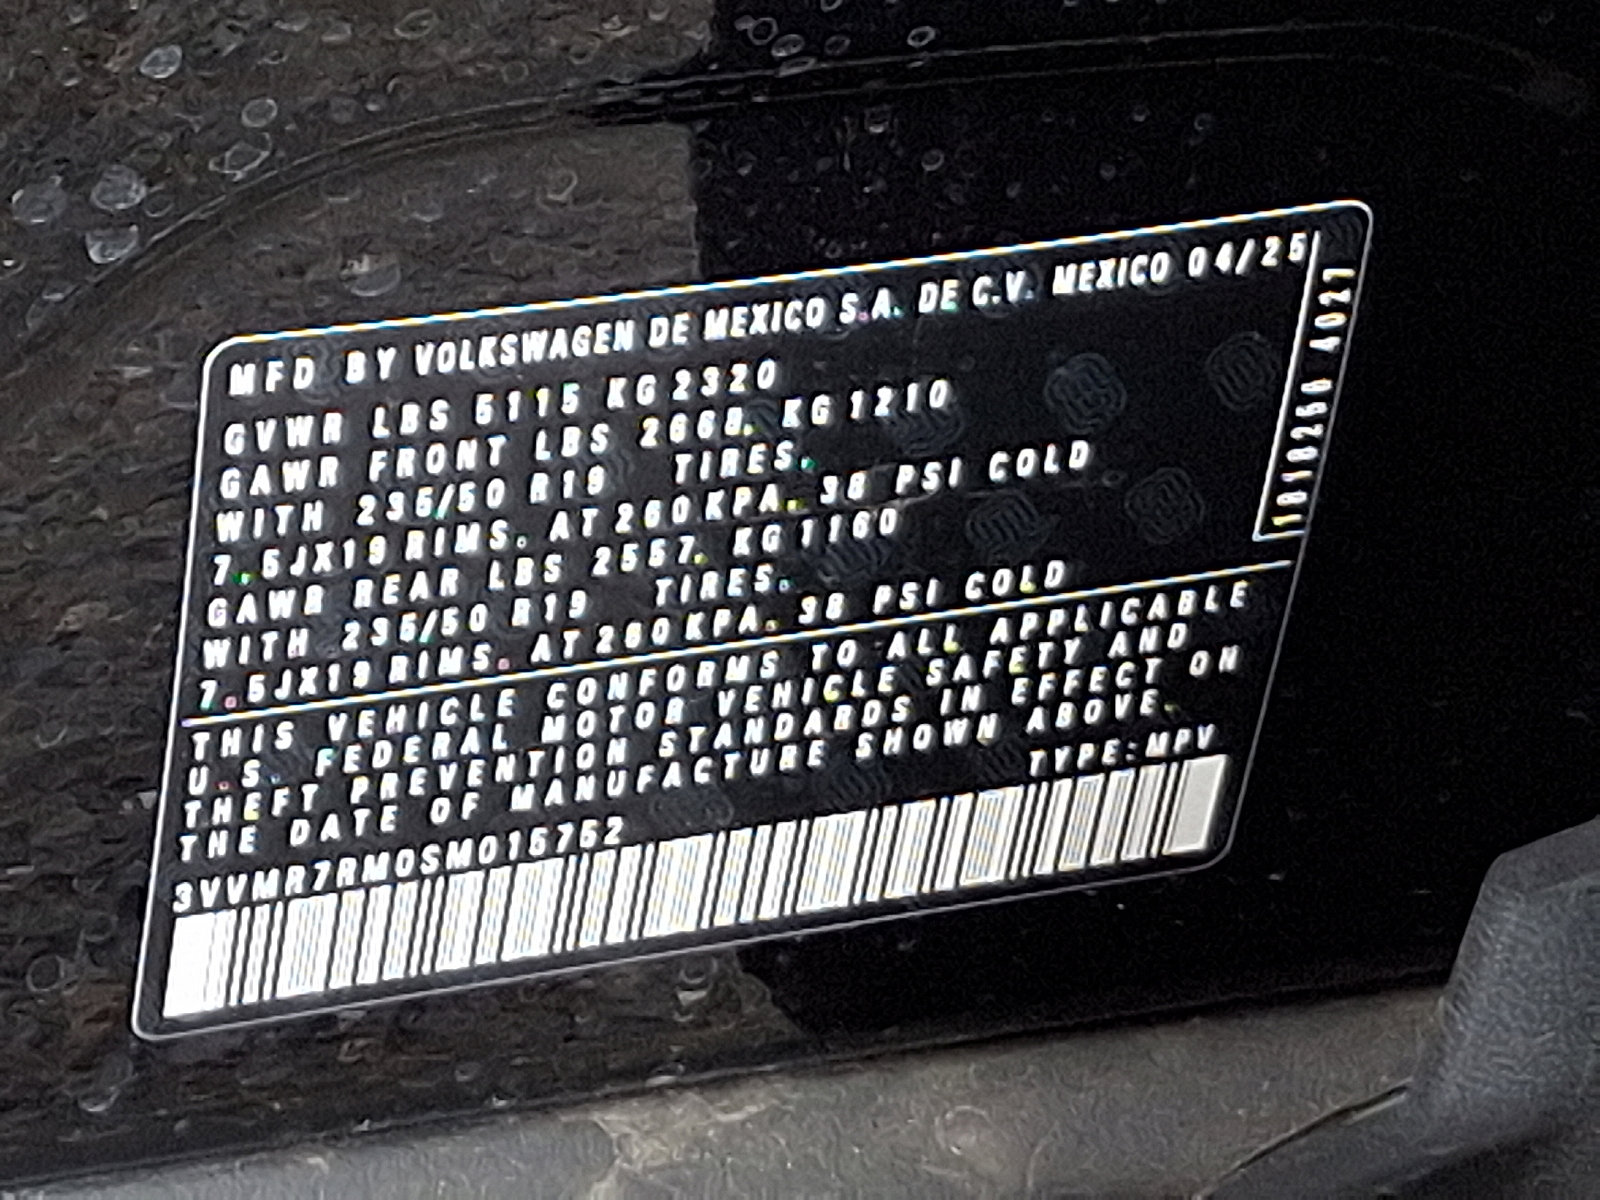 MFD BY VOLKSWAGEN DE MEXICO S.A. DE C.V. MEXICO 04/25
GVWR LBS 5115 KG 2320
GAWR FRONT LBS 2668. KG 1210
WITH 235/50 R19 TIRES.
7.5JX19 RIMS. AT 260 KPA. 38 PSI COLD
GAWR REAR LBS 2557. KG 1160
WITH 235/50 R19 TIRES.
7.5JX19 RIMS. AT 260 KPA. 38 PSI COLD
THIS VEHICLE CONFORMS TO ALL APPLICABLE
U.S. FEDERAL MOTOR VEHICLE SAFETY AND
THEFT PREVENTION STANDARDS IN EFFECT ON
THE DATE OF MANUFACTURE SHOWN ABOVE.
TYPE:MPV
3VVMR7RM0SM015752